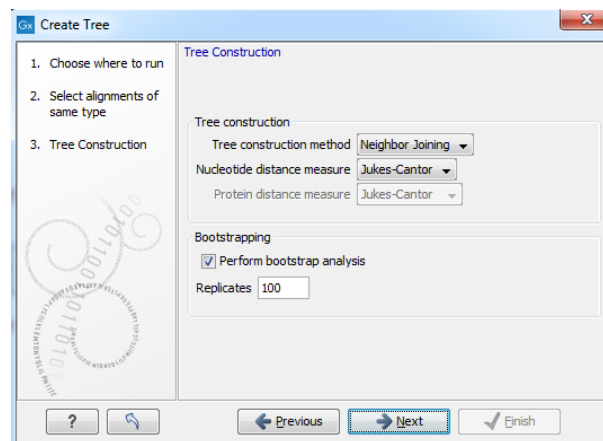 Gx Create Tree
X
1. Choose where to run
2. Select alignments of
same type
3. Tree Construction
Tree Construction
Tree construction
Tree construction method Neighbor Joining
Nucleotide distance measure Jukes-Cantor
Protein distance measure Jukes-Cantor
Bootstrapping
Perform bootstrap analysis
Replicates 100
? Previous Next Finish